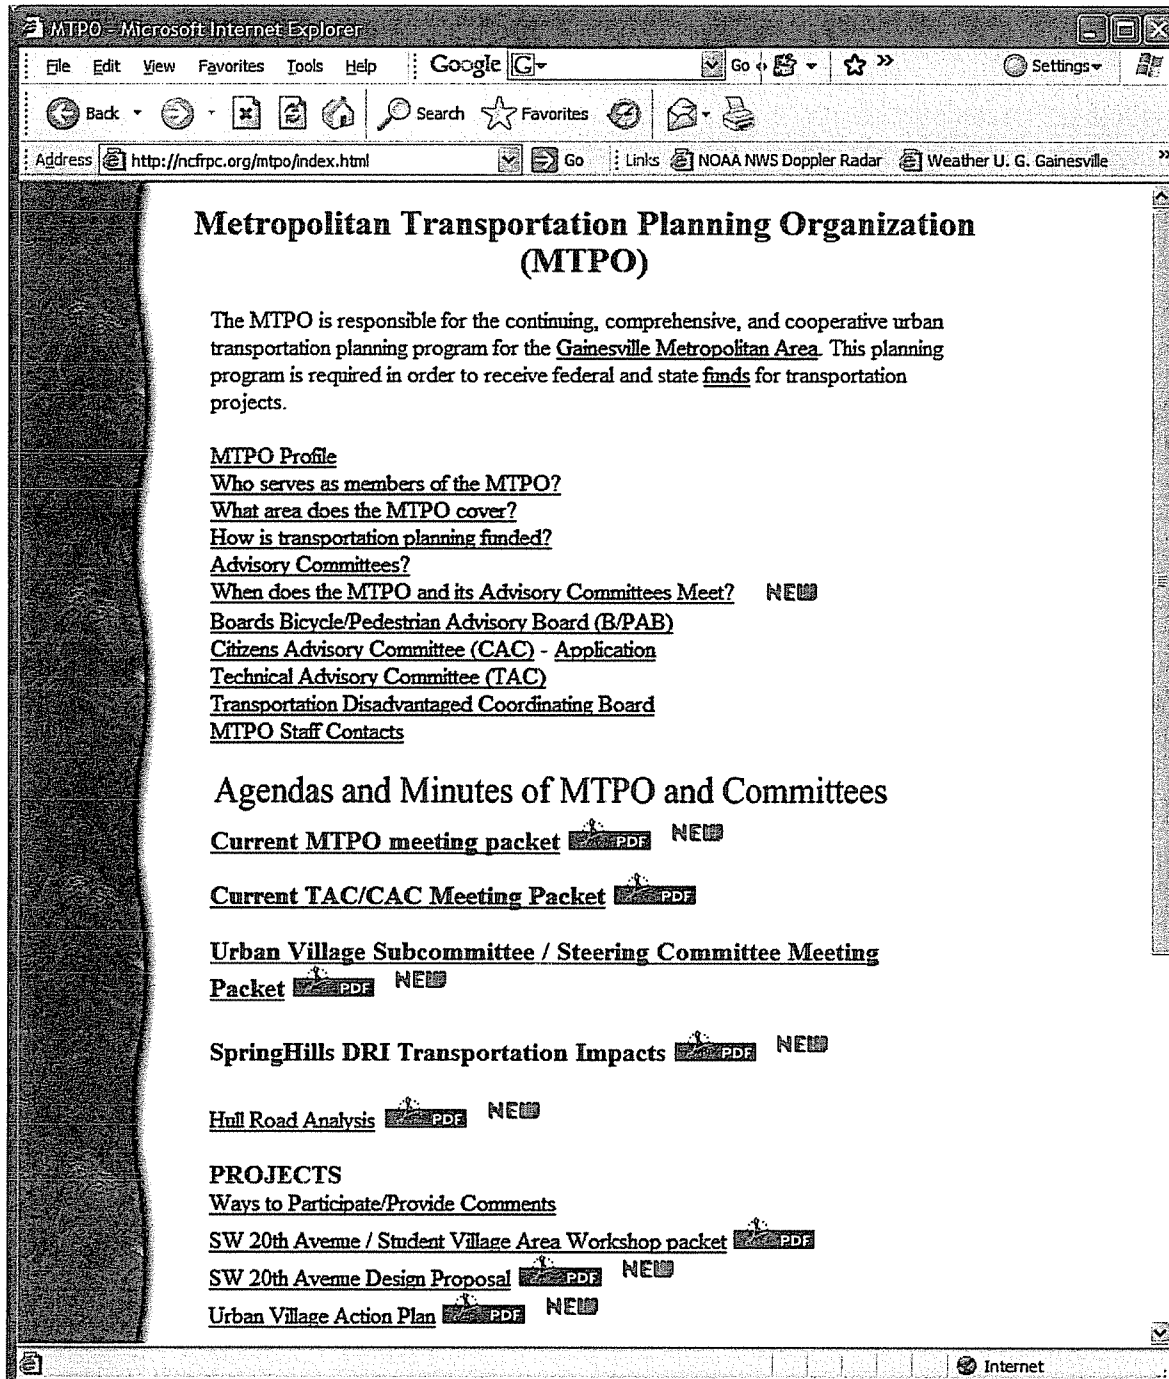 MTPO - Microsoft Internet Explorer
File Edit View Favorites Tools Help Google G Go Settings
Back Search Favorites
Address http://ncfrpc.org/mtpo/index.html Go Links NOAA NWS Doppler Radar Weather U. G. Gainesville »
Metropolitan Transportation Planning Organization
(MTPO)
The MTPO is responsible for the continuing, comprehensive, and cooperative urban
transportation planning program for the Gainesville Metropolitan Area. This planning
program is required in order to receive federal and state funds for transportation
projects.
MTPO Profile
Who serves as members of the MTPO?
What area does the MTPO cover?
How is transportation planning funded?
Advisory Committees?
When does the MTPO and its Advisory Committees Meet? NEW
Boards Bicycle/Pedestrian Advisory Board (B/PAB)
Citizens Advisory Committee (CAC) - Application
Technical Advisory Committee (TAC)
Transportation Disadvantaged Coordinating Board
MTPO Staff Contacts
Agendas and Minutes of MTPO and Committees
Current MTPO meeting packet PDF NEW
Current TAC/CAC Meeting Packet PDF
Urban Village Subcommittee / Steering Committee Meeting
Packet PDF NEW
SpringHills DRI Transportation Impacts PDF NEW
Hull Road Analysis PDF NEW
PROJECTS
Ways to Participate/Provide Comments
SW 20th Avenue / Student Village Area Workshop packet PDF
SW 20th Avenue Design Proposal PDF NEW
Urban Village Action Plan PDF NEW
Internet